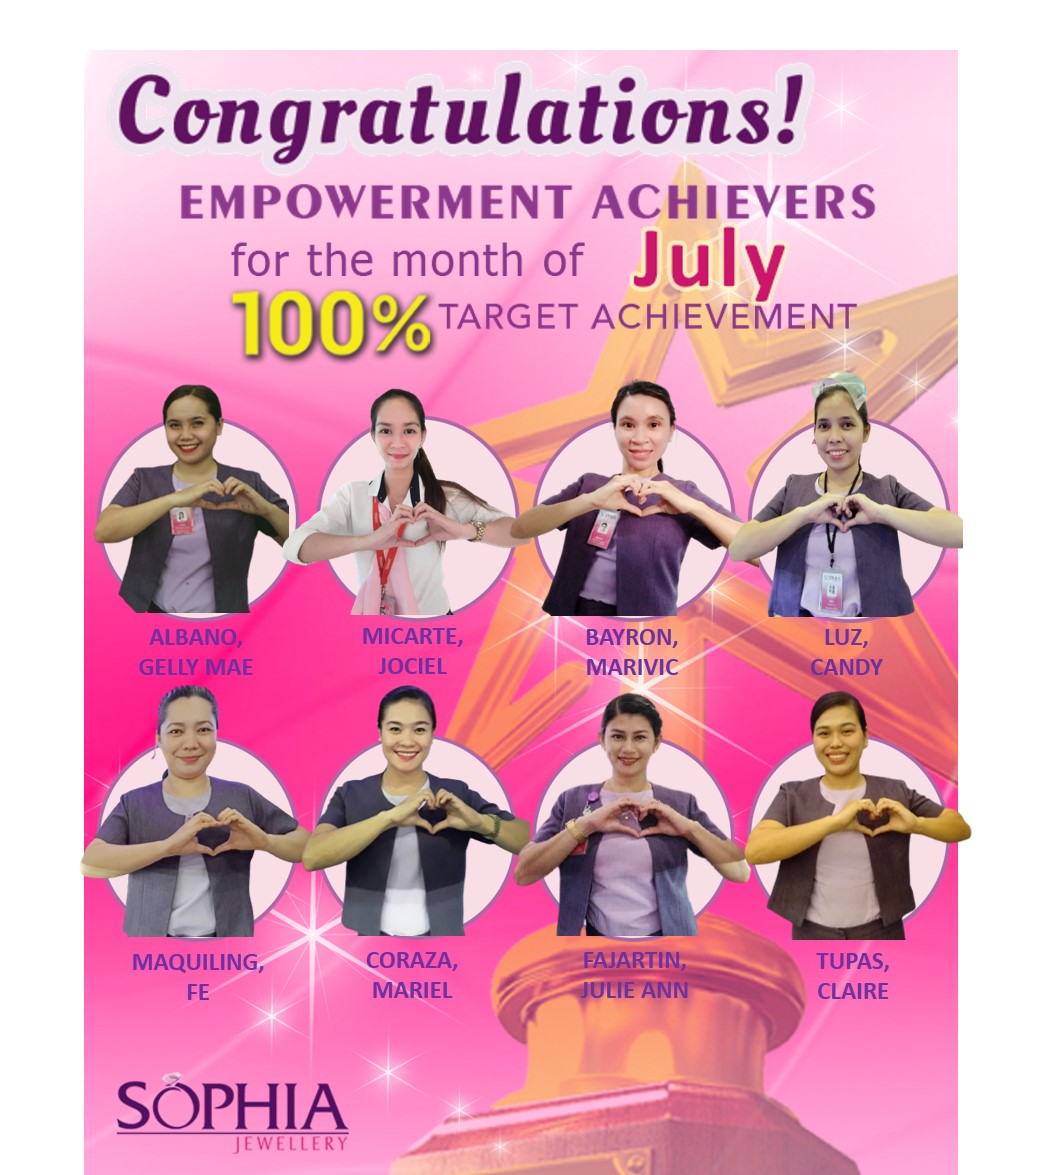 Congratulations!
EMPOWERMENT ACHIEVERS
for the month of July
100% TARGET ACHIEVEMENT
ALBANO,
GELLY MAE
MICARTE,
JOCIEL
BAYRON,
MARIVIC
SOPHIA
LUZ,
CANDY
MAQUILING,
FE
CORAZA,
MARIEL
FAJARTIN,
JULIE ANN
TUPAS,
CLAIRE
SOPHIA
JEWELLERY